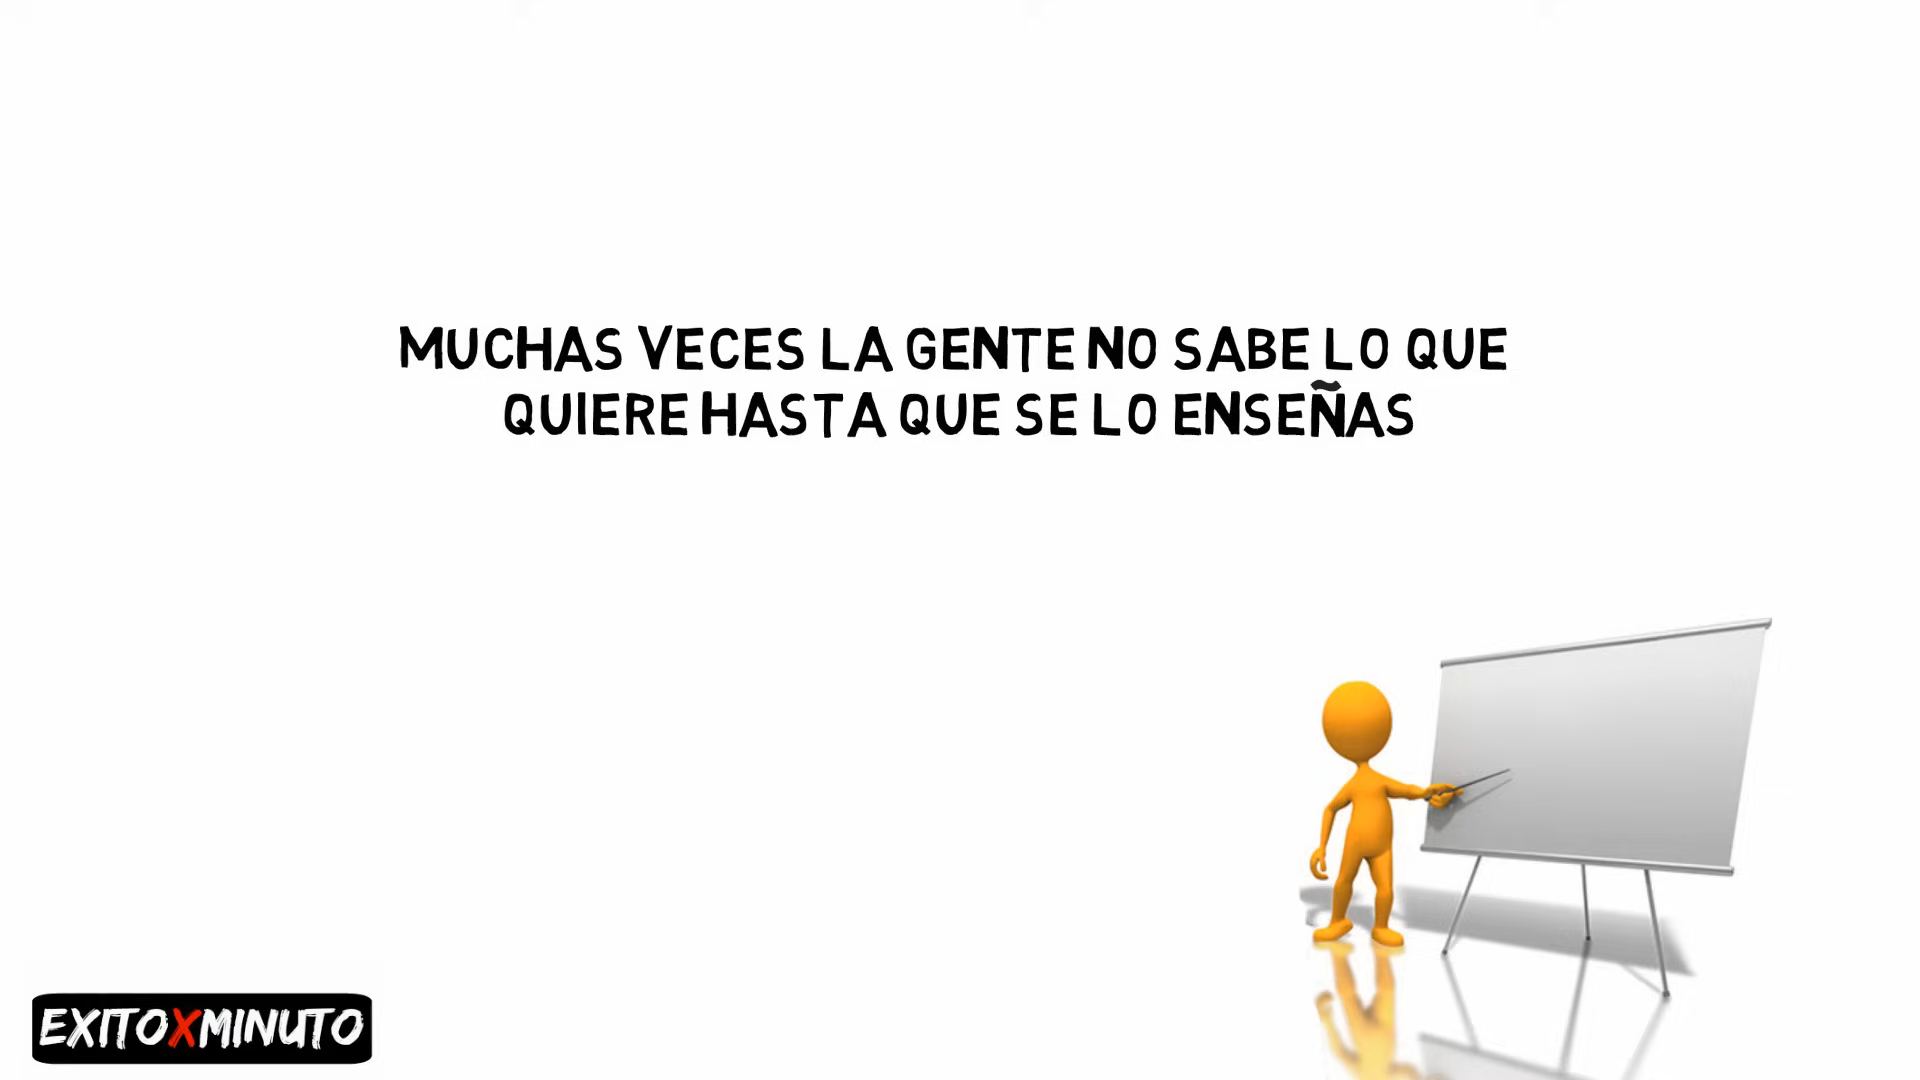 MUCHAS VECES LA GENTE NO SABE LO QUE
QUIERE HASTA QUE SE LO ENSEÑAS
EXITOXMINUTO